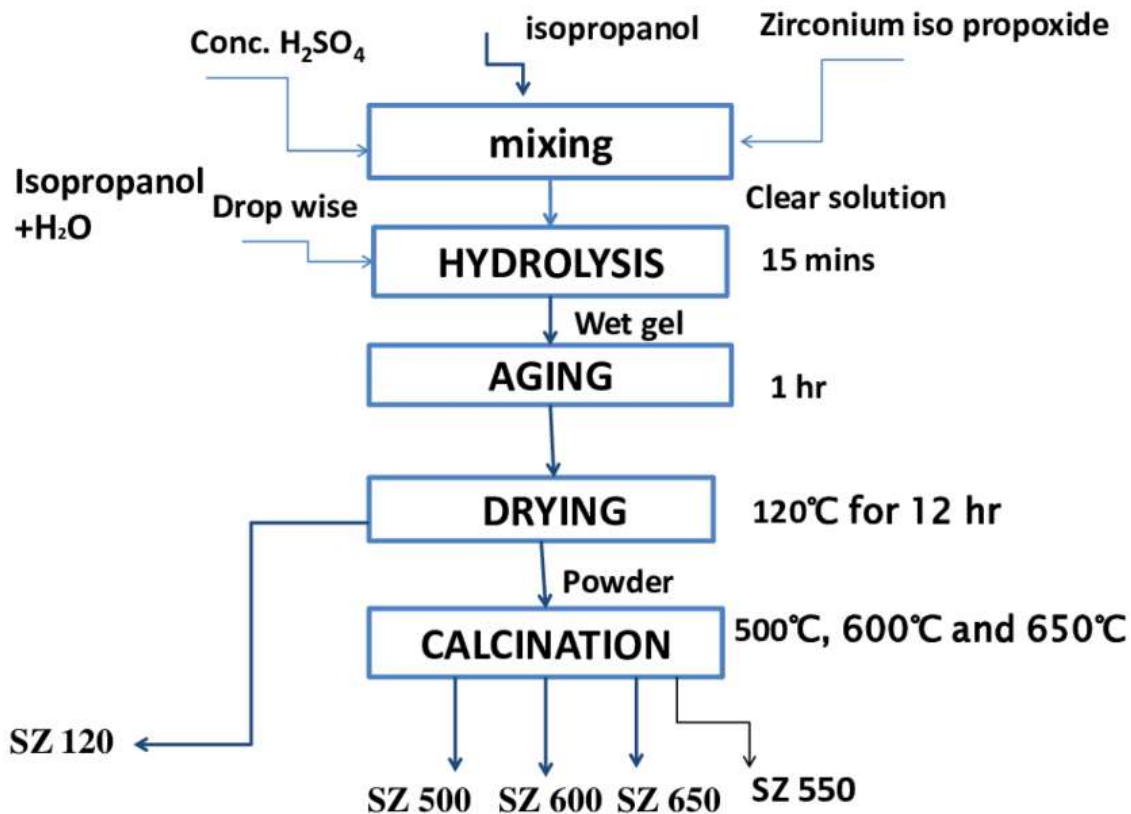 isopropanol
Zirconium iso propoxide
Conc. H₂SO₄
mixing
Isopropanol
+H₂O
Drop wise
Clear solution
HYDROLYSIS
15 mins
Wet gel
AGING
1 hr
DRYING
120℃ for 12 hr
Powder
CALCINATION
500℃, 600℃ and 650℃
SZ 120
SZ 500
SZ 600
SZ 650
SZ 550